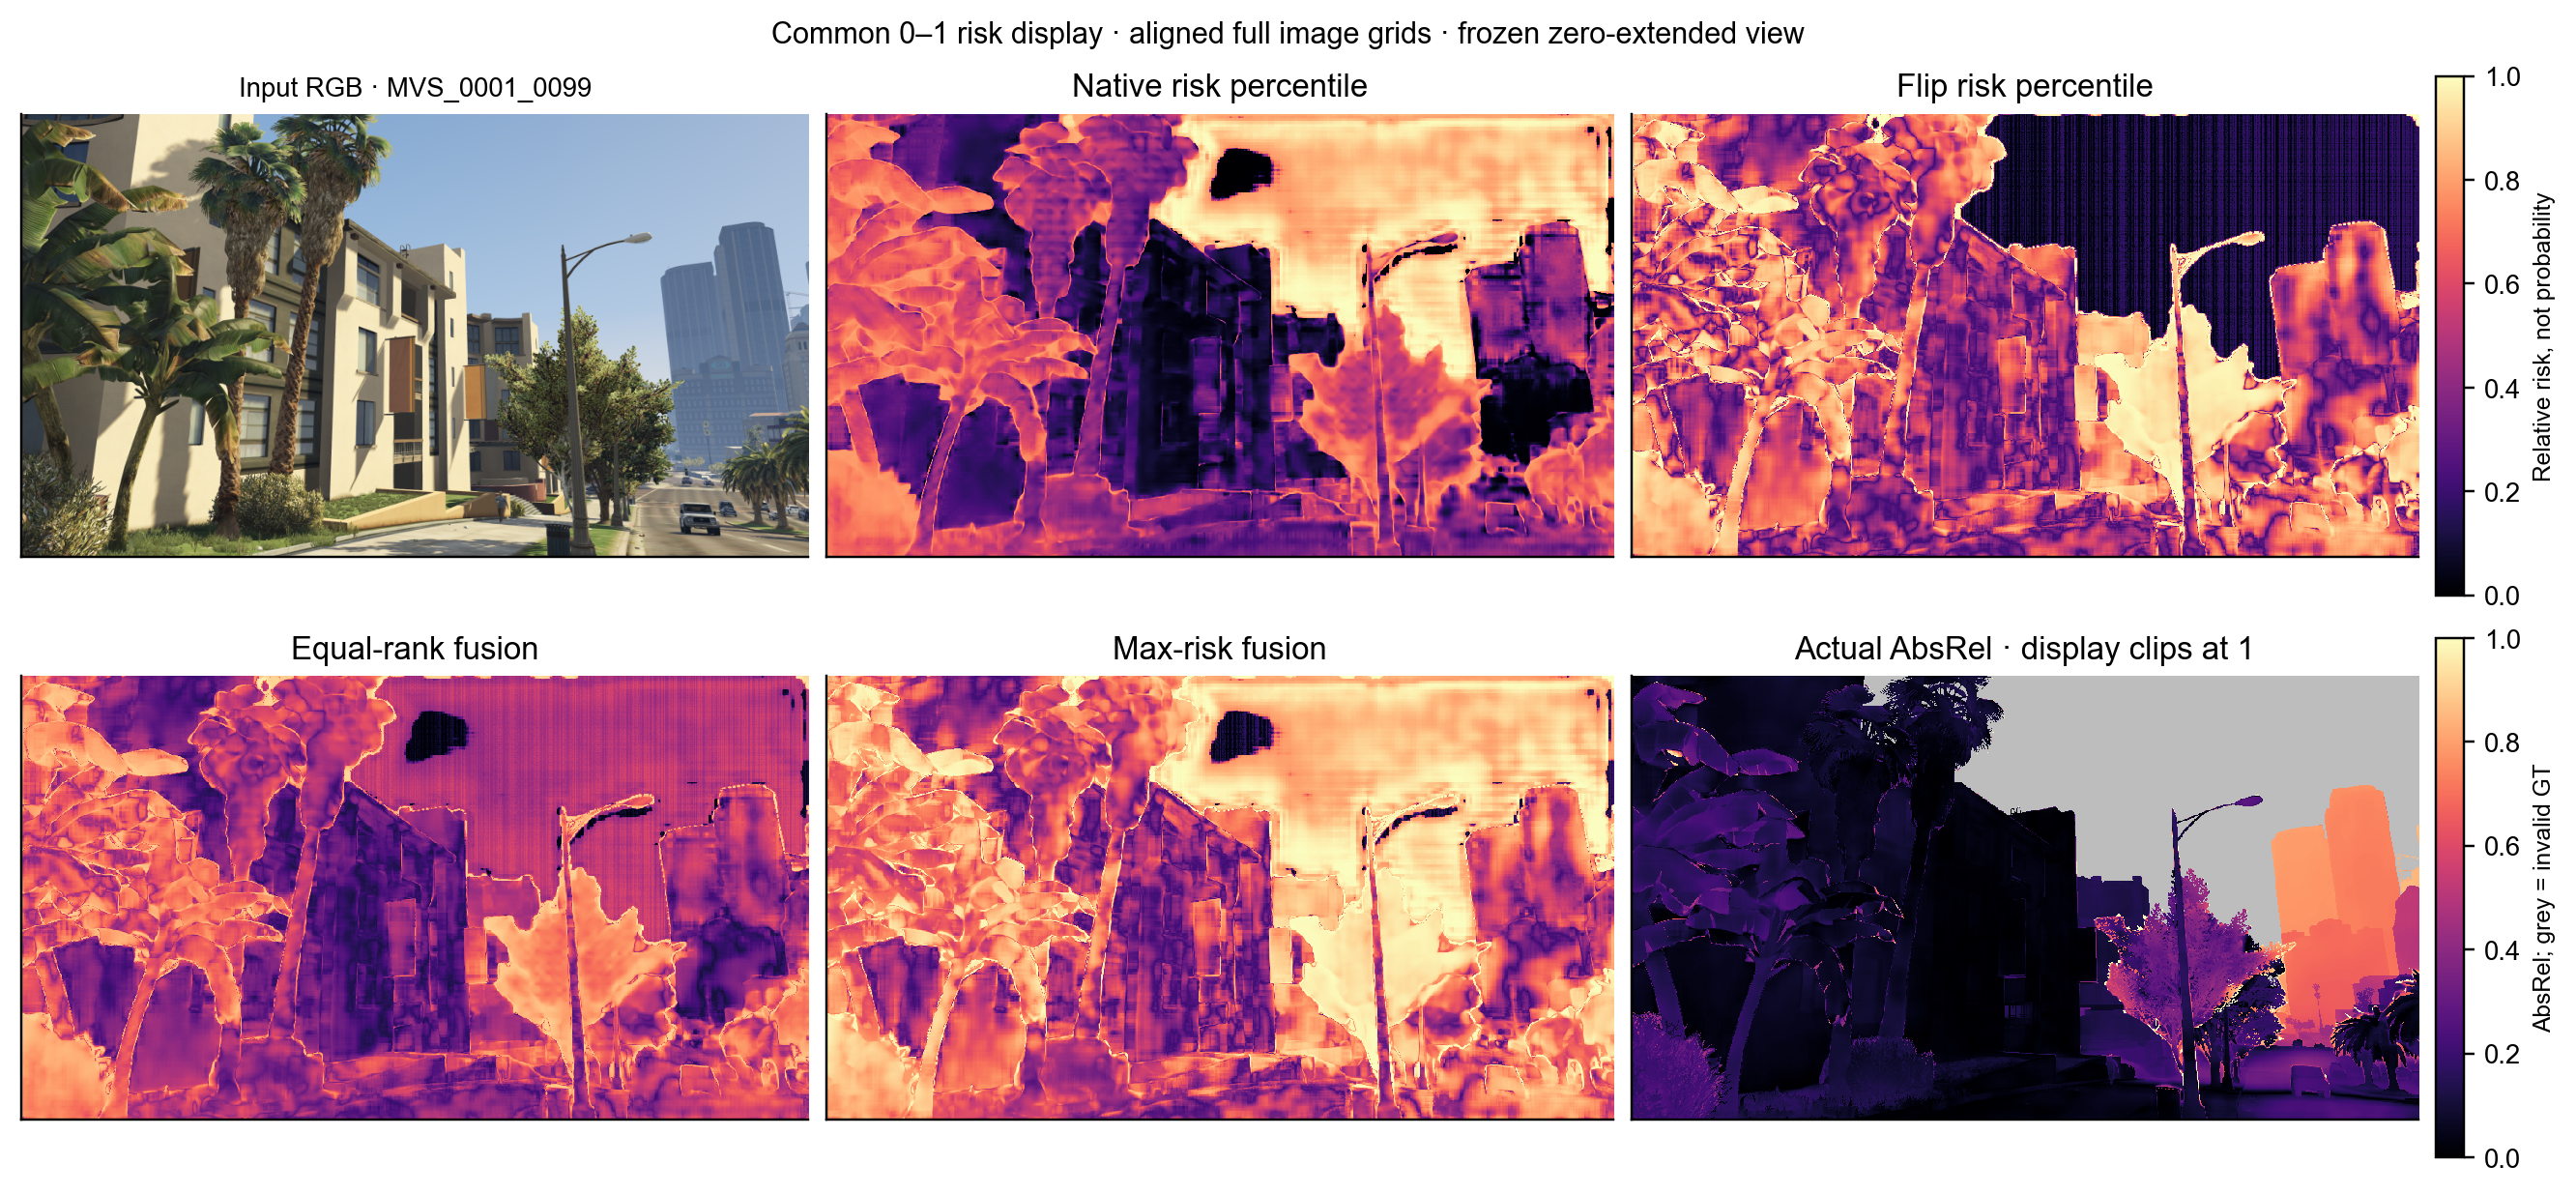 Common 0–1 risk display · aligned full image grids · frozen zero-extended view
Input RGB · MVS_0001_0099
Native risk percentile
Flip risk percentile
1.0
0.8
0.6
0.4
0.2
0.0
Relative risk, not probability
Equal-rank fusion
Max-risk fusion
Actual AbsRel · display clips at 1
1.0
0.8
0.6
0.4
0.2
0.0
AbsRel; grey = invalid GT